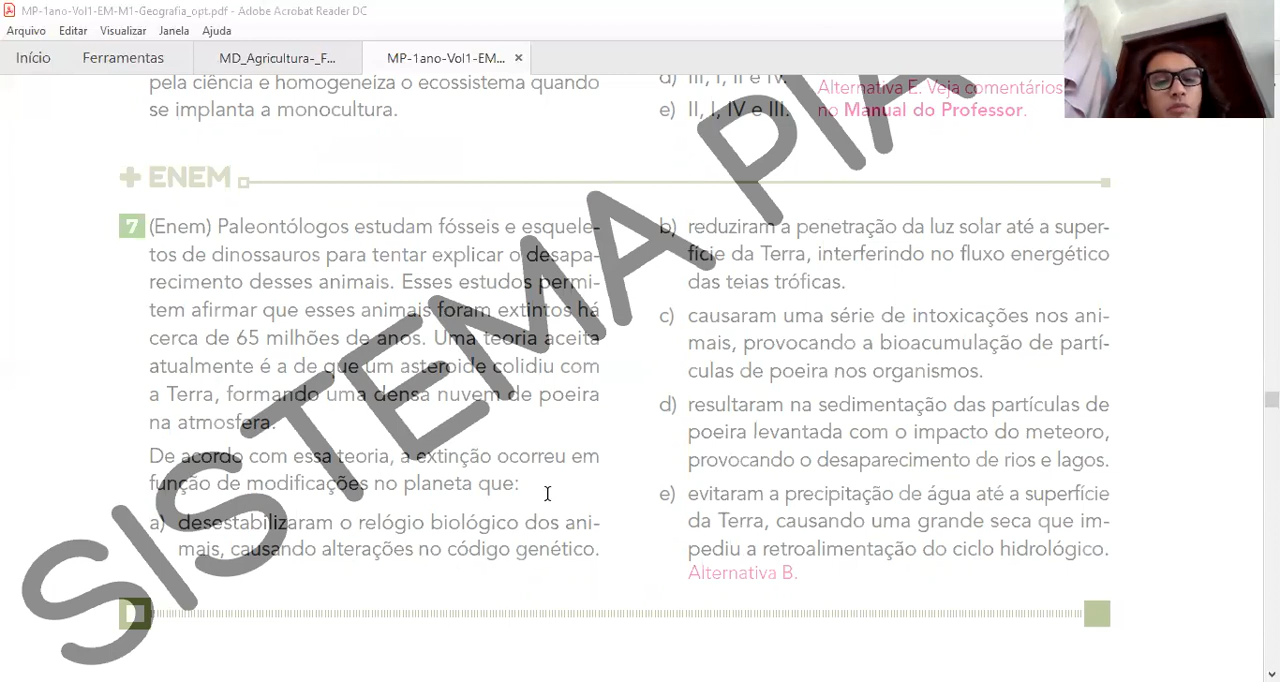 MP-1ano-Vol1-EM-M1-Geografia_opt.pdf - Adobe Acrobat Reader DC
Arquivo Editar Visualizar Janela Ajuda
Início Ferramentas MD_Agricultura-_F... MP-1ano-Vol1-EM... ×
pela ciência e homogeneiza o ecossistema quando
se implanta a monocultura.
d) III, I, II e IV.
e) II, I, IV e III.
Alternativa E. Veja comentários
no Manual do Professor.
+ ENEM
7 (Enem) Paleontólogos estudam fósseis e esquele-
tos de dinossauros para tentar explicar o desapa-
recimento desses animais. Esses estudos permi-
tem afirmar que esses animais foram extintos há
cerca de 65 milhões de anos. Uma teoria aceita
atualmente é a de que um asteroide colidiu com
a Terra, formando uma densa nuvem de poeira
na atmosfera.
De acordo com essa teoria, a extinção ocorreu em
função de modificações no planeta que:
a) desestabilizaram o relógio biológico dos ani-
mais, causando alterações no código genético.
b) reduziram a penetração da luz solar até a super-
fície da Terra, interferindo no fluxo energético
das teias tróficas.
c) causaram uma série de intoxicações nos ani-
mais, provocando a bioacumulação de partí-
culas de poeira nos organismos.
d) resultaram na sedimentação das partículas de
poeira levantada com o impacto do meteoro,
provocando o desaparecimento de rios e lagos.
e) evitaram a precipitação de água até a superfície
da Terra, causando uma grande seca que im-
pediu a retroalimentação do ciclo hidrológico.
Alternativa B.
SISTEMA PIA